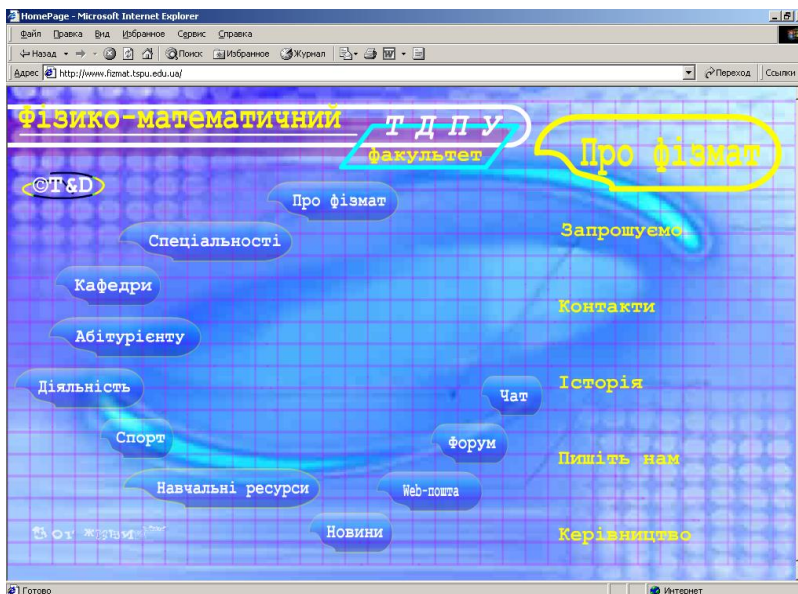 HomePage - Microsoft Internet Explorer
Файл Правка Вид Избранное Сервис Справка
Назад Поиск Избранное Журнал
Адрес http://www.fizmat.tspu.edu.ua/ Переход Ссылки
Фізико-математичний
Т Д П У
факультет
Про фізмат
©T&D
Про фізмат
Спеціальності
Кафедри
Абітурієнту
Діяльність
Спорт
Навчальні ресурси
Новини
Web-пошта
Форум
Чат
Запрошуємо
Контакти
Історія
Пишіть нам
Керівництво
Готово Интернет